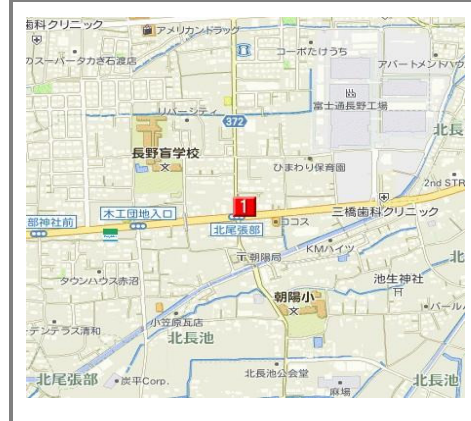 歯科クリニック
アメリカンドラッグ
コーポたけうち
のスーパータカぎ石渡店
アパートメントハウ
富士通長野工場
リバーシティ
372
北長
長野盲学校
ひまわり保育園
2nd STR
1
木工団地入口
部神社前
三橋歯科クリニック
ココス
北尾張部
KMハイツ
朝陽局
北
タウンハウス赤沼
池生神社
朝陽小
パール
小笠原瓦店
デンテラス清和
北長池
北長池公会堂
北尾張部
炭平Corp.
北長池
麻場